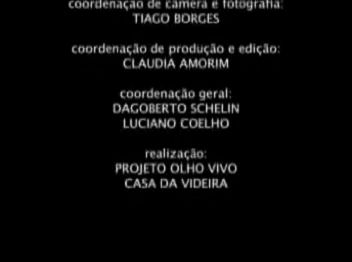 coordenação de câmera e fotografia:
TIAGO BORGES
coordenação de produção e edição:
CLAUDIA AMORIM
coordenação geral:
DAGOBERTO SCHELIN
LUCIANO COELHO
realização:
PROJETO OLHO VIVO
CASA DA VIDEIRA